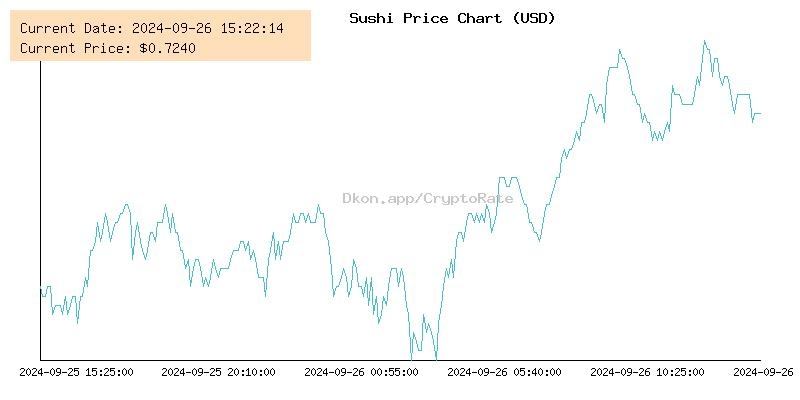 Sushi Price Chart (USD)
Current Date: 2024-09-26 15:22:14
Current Price: $0.7240
Dkon.app/CryptoRate
2024-09-25 15:25:00 2024-09-25 20:10:00 2024-09-26 00:55:00 2024-09-26 05:40:00 2024-09-26 10:25:00 2024-09-26